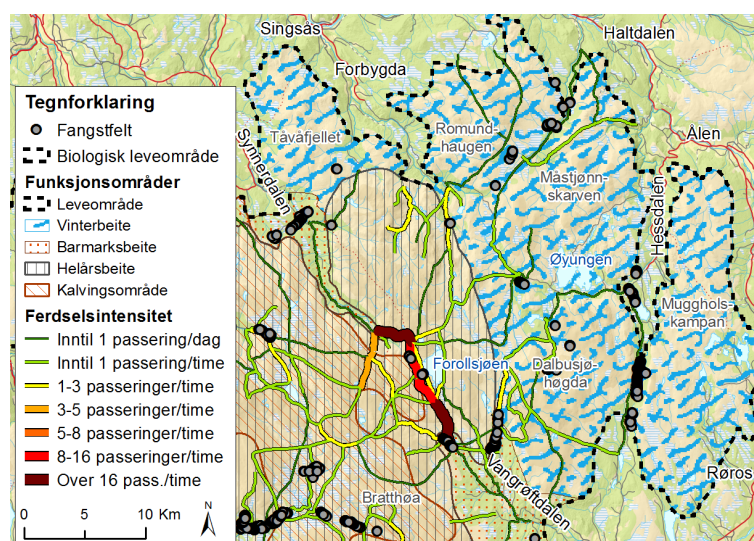 Singsås
Haltdalen
Forbygda
Tegnforklaring
Fangstfelt
Biologisk leveområde
Funksjonsområder
Leveområde
Vinterbeite
Barmarksbeite
Helårsbeite
Kalvingsområde
Ferdselsintensitet
Inntil 1 passering/dag
Inntil 1 passering/time
1-3 passeringer/time
3-5 passeringer/time
5-8 passeringer/time
8-16 passeringer/time
Over 16 pass./time
0 5 10 Km
N
Synnerdalen
Tåvåfjellet
Romund-
haugen
Ålen
Måstjønn-
skarven
Hessdalen
Øyungen
Mugghols-
kampan
Forollsjøen
Dalbusjø-
høgda
Vangrøftdalen
Røros
Bratthøa